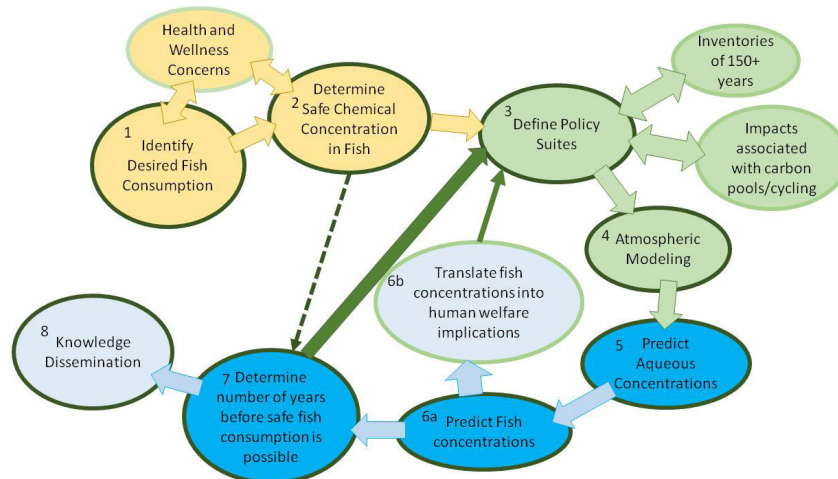 Health and
Wellness
Concerns
1
Identify
Desired Fish
Consumption
2
Determine
Safe Chemical
Concentration
in Fish
3
Define Policy
Suites
Inventories
of 150+
years
Impacts
associated
with carbon
pools/cycling
4
Atmospheric
Modeling
5
Predict
Aqueous
Concentrations
6a
Predict Fish
concentrations
6b
Translate fish
concentrations into
human welfare
implications
7
Determine
number of years
before safe fish
consumption is
possible
8
Knowledge
Dissemination